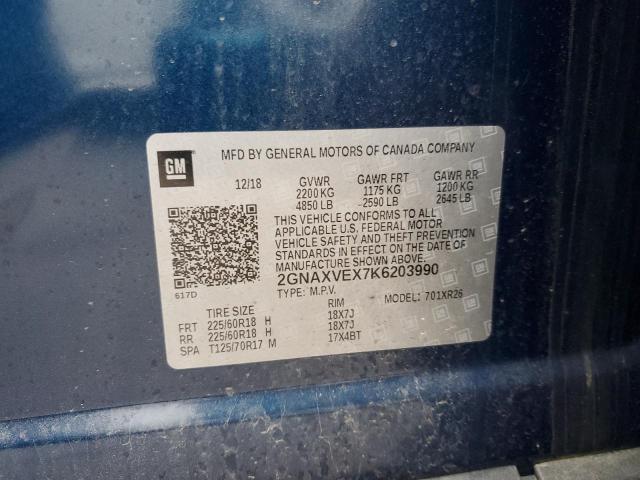 GM
MFD BY GENERAL MOTORS OF CANADA COMPANY
12/18 GVWR GAWR FRT GAWR RR
2200 KG 1175 KG 1200 KG
4850 LB 2590 LB 2645 LB
THIS VEHICLE CONFORMS TO ALL
APPLICABLE U.S. FEDERAL MOTOR
VEHICLE SAFETY AND THEFT PREVENTION
STANDARDS IN EFFECT ON THE DATE OF
MANUFACTURE SHOWN ABOVE.
2GNAXVEX7K6203990
617D
TYPE: M.P.V. MODEL: 701XR26
TIRE SIZE RIM
FRT 225/60R18 H 18X7J
RR 225/60R18 H 18X7J
SPA T125/70R17 M 17X4BT